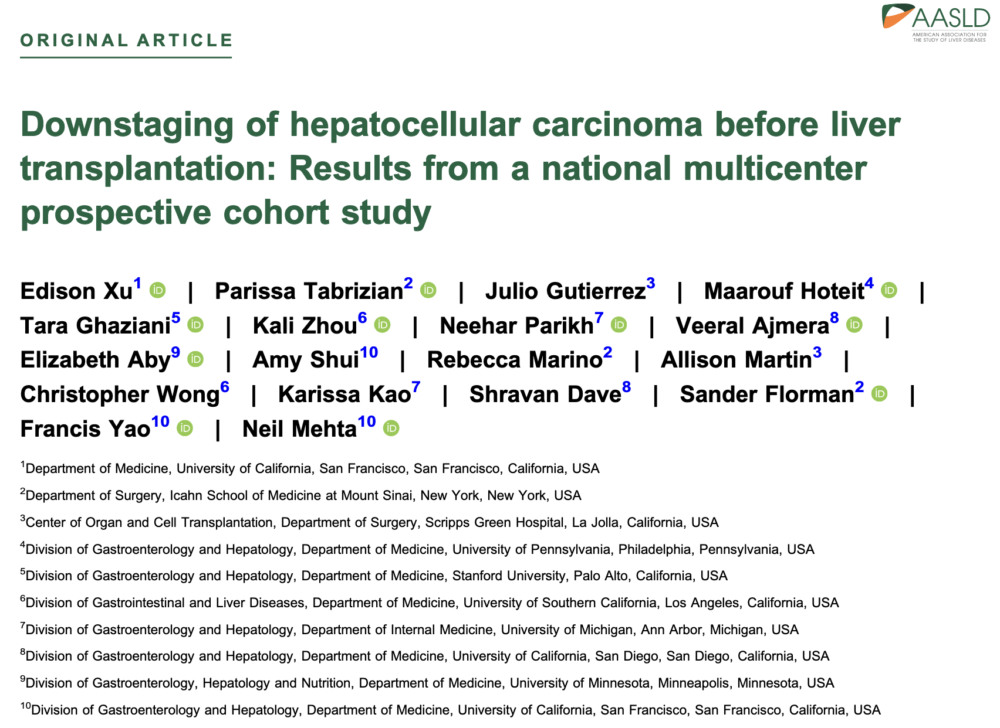 AASLD
AMERICAN ASSOCIATION FOR
THE STUDY OF LIVER DISEASES
ORIGINAL ARTICLE
Downstaging of hepatocellular carcinoma before liver
transplantation: Results from a national multicenter
prospective cohort study
Edison Xu1 iD | Parissa Tabrizian2 iD | Julio Gutierrez3 | Maarouf Hoteit4 iD |
Tara Ghaziani5 iD | Kali Zhou6 iD | Neehar Parikh7 iD | Veeral Ajmera8 iD |
Elizabeth Aby9 iD | Amy Shui10 | Rebecca Marino2 | Allison Martin3 |
Christopher Wong6 | Karissa Kao7 | Shravan Dave8 | Sander Florman2 iD |
Francis Yao10 iD | Neil Mehta10 iD
1Department of Medicine, University of California, San Francisco, San Francisco, California, USA
2Department of Surgery, Icahn School of Medicine at Mount Sinai, New York, New York, USA
3Center of Organ and Cell Transplantation, Department of Surgery, Scripps Green Hospital, La Jolla, California, USA
4Division of Gastroenterology and Hepatology, Department of Medicine, University of Pennsylvania, Philadelphia, Pennsylvania, USA
5Division of Gastroenterology and Hepatology, Department of Medicine, Stanford University, Palo Alto, California, USA
6Division of Gastrointestinal and Liver Diseases, Department of Medicine, University of Southern California, Los Angeles, California, USA
7Division of Gastroenterology and Hepatology, Department of Internal Medicine, University of Michigan, Ann Arbor, Michigan, USA
8Division of Gastroenterology and Hepatology, Department of Medicine, University of California, San Diego, San Diego, California, USA
9Division of Gastroenterology, Hepatology and Nutrition, Department of Medicine, University of Minnesota, Minneapolis, Minnesota, USA
10Division of Gastroenterology and Hepatology, Department of Medicine, University of California, San Francisco, San Francisco, California, USA